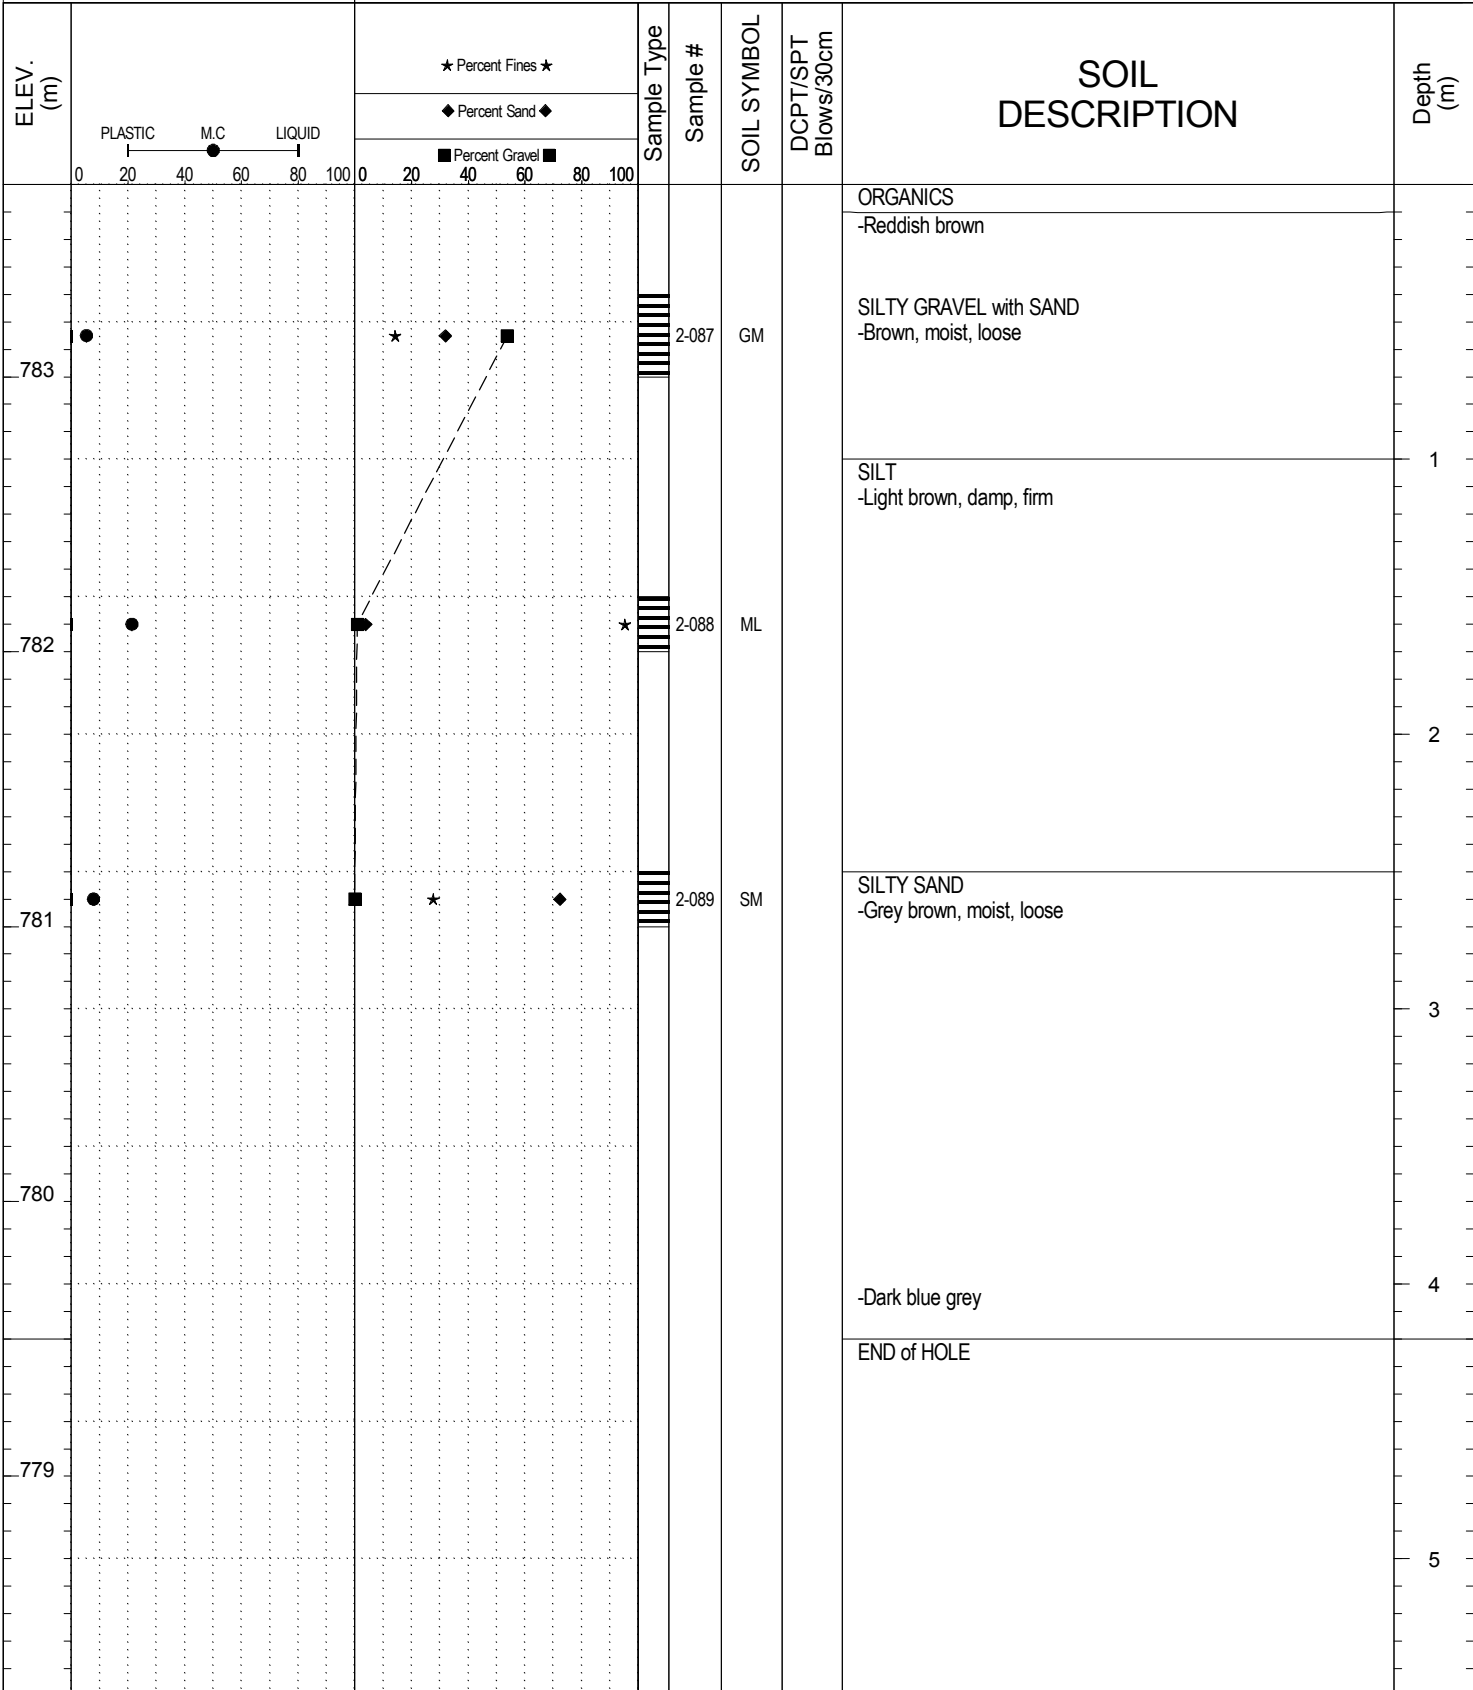 ELEV.
(m)
PLASTIC M.C LIQUID
0 20 40 60 80 100
★ Percent Fines ★
◆ Percent Sand ◆
■ Percent Gravel ■
0 20 40 60 80 100
Sample Type
Sample #
SOIL SYMBOL
DCPT/SPT
Blows/30cm
SOIL
DESCRIPTION
Depth
(m)
ORGANICS
-Reddish brown
SILTY GRAVEL with SAND
2-087 GM -Brown, moist, loose
783
1
SILT
-Light brown, damp, firm
2-088 ML
782
2
SILTY SAND
2-089 SM -Grey brown, moist, loose
781
3
780
4
-Dark blue grey
END of HOLE
779
5